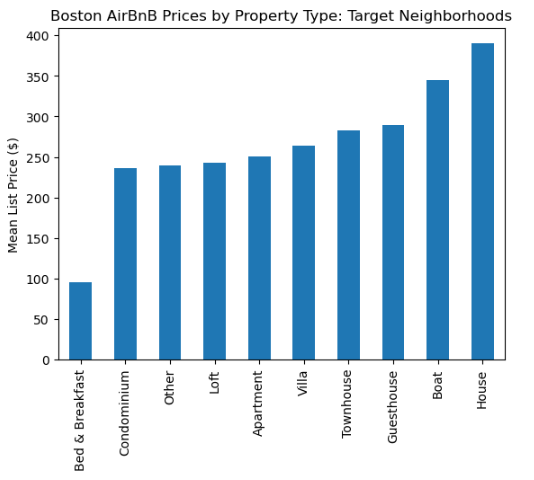 Boston AirBnB Prices by Property Type: Target Neighborhoods
400
350
300
250
200
150
100
50
0
Mean List Price ($)
Bed & Breakfast
Condominium
Other
Loft
Apartment
Villa
Townhouse
Guesthouse
Boat
House